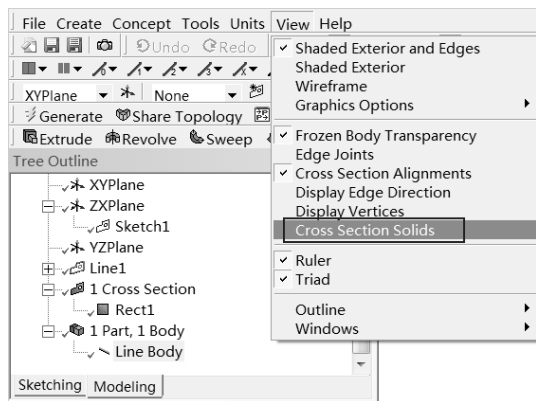 File Create Concept Tools Units View Help
Undo Redo
XYPlane None
Generate Share Topology
Extrude Revolve Sweep
Tree Outline
XYPlane
ZXPlane
Sketch1
YZPlane
Line1
1 Cross Section
Rect1
1 Part, 1 Body
Line Body
Sketching Modeling
Shaded Exterior and Edges
Shaded Exterior
Wireframe
Graphics Options
Frozen Body Transparency
Edge Joints
Cross Section Alignments
Display Edge Direction
Display Vertices
Cross Section Solids
Ruler
Triad
Outline
Windows